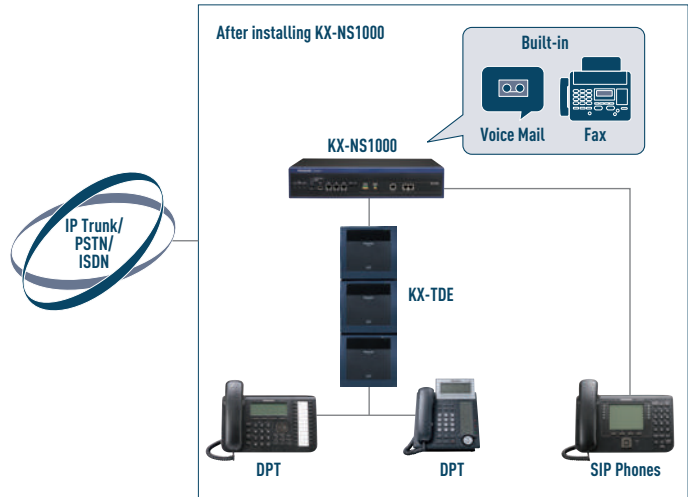 After installing KX-NS1000
Built-in
Voice Mail
Fax
KX-NS1000
IP Trunk/
PSTN/
ISDN
KX-TDE
DPT
DPT
SIP Phones